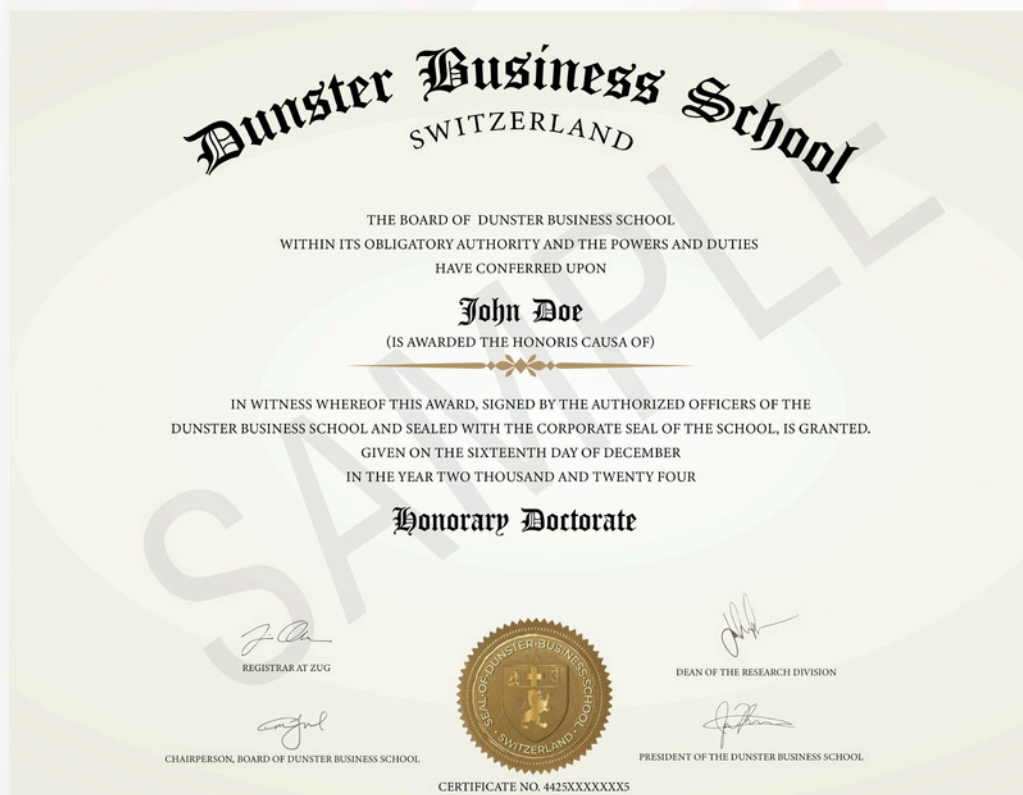 Dunster Business School
SWITZERLAND
THE BOARD OF DUNSTER BUSINESS SCHOOL
WITHIN ITS OBLIGATORY AUTHORITY AND THE POWERS AND DUTIES
HAVE CONFERRED UPON
John Doe
(IS AWARDED THE HONORIS CAUSA OF)
IN WITNESS WHEREOF THIS AWARD, SIGNED BY THE AUTHORIZED OFFICERS OF THE
DUNSTER BUSINESS SCHOOL AND SEALED WITH THE CORPORATE SEAL OF THE SCHOOL, IS GRANTED.
GIVEN ON THE SIXTEENTH DAY OF DECEMBER
IN THE YEAR TWO THOUSAND AND TWENTY FOUR
Honorary Doctorate
SAMPLE
REGISTRAR AT ZUG
DEAN OF THE RESEARCH DIVISION
CHAIRPERSON, BOARD OF DUNSTER BUSINESS SCHOOL
PRESIDENT OF THE DUNSTER BUSINESS SCHOOL
SEAL·OF·DUNSTER·BUSINESS·SCHOOL
·SWITZERLAND·
CERTIFICATE NO. 4425XXXXXXX5